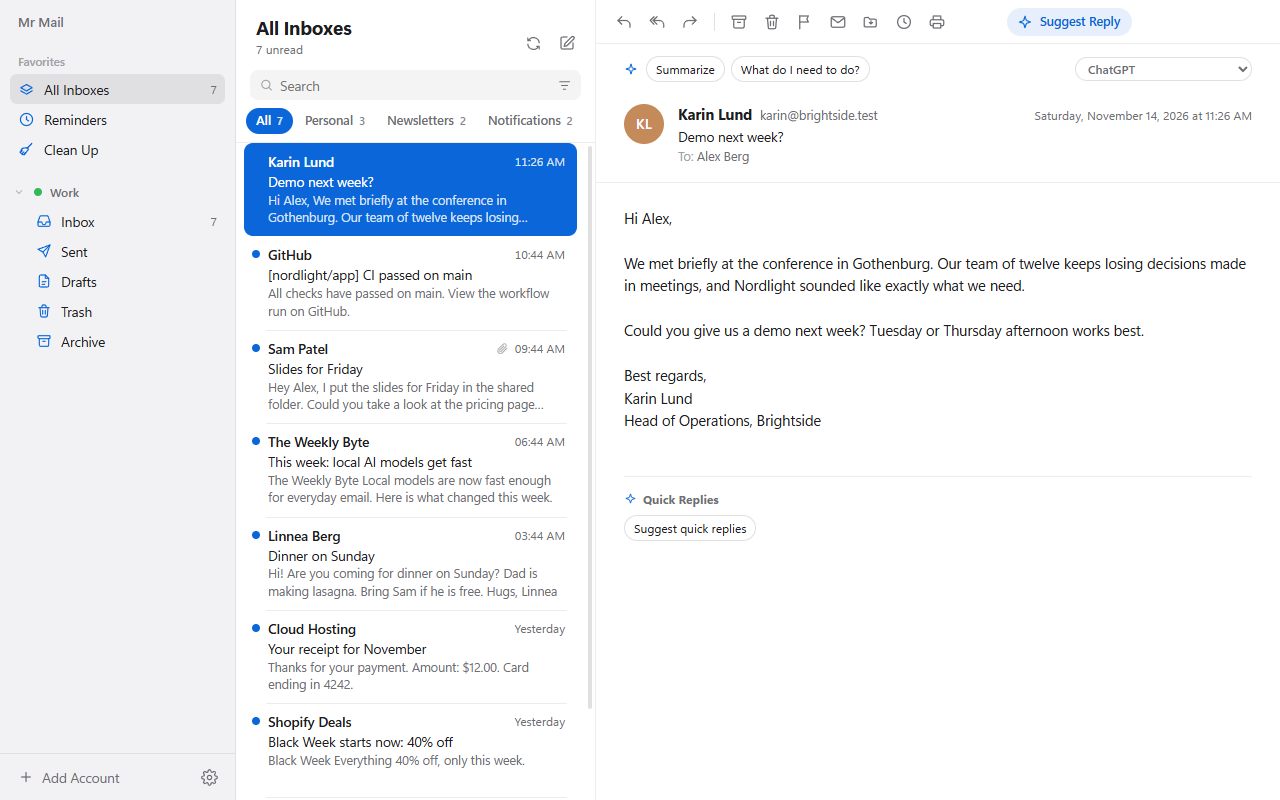 Mr Mail
Favorites
All Inboxes 7
Reminders
Clean Up
Work
Inbox 7
Sent
Drafts
Trash
Archive
Add Account
All Inboxes
7 unread
Search
All 7 Personal 3 Newsletters 2 Notifications 2
Karin Lund 11:26 AM
Demo next week?
Hi Alex, We met briefly at the conference in
Gothenburg. Our team of twelve keeps losing...
GitHub 10:44 AM
[nordlight/app] CI passed on main
All checks have passed on main. View the workflow
run on GitHub.
Sam Patel 09:44 AM
Slides for Friday
Hey Alex, I put the slides for Friday in the shared
folder. Could you take a look at the pricing page...
The Weekly Byte 06:44 AM
This week: local AI models get fast
The Weekly Byte Local models are now fast enough
for everyday email. Here is what changed this week.
Linnea Berg 03:44 AM
Dinner on Sunday
Hi! Are you coming for dinner on Sunday? Dad is
making lasagna. Bring Sam if he is free. Hugs, Linnea
Cloud Hosting Yesterday
Your receipt for November
Thanks for your payment. Amount: $12.00. Card
ending in 4242.
Shopify Deals Yesterday
Black Week starts now: 40% off
Black Week Everything 40% off, only this week.
Suggest Reply
Summarize What do I need to do? ChatGPT
KL
Karin Lund karin@brightside.test Saturday, November 14, 2026 at 11:26 AM
Demo next week?
To: Alex Berg
Hi Alex,
We met briefly at the conference in Gothenburg. Our team of twelve keeps losing decisions made
in meetings, and Nordlight sounded like exactly what we need.
Could you give us a demo next week? Tuesday or Thursday afternoon works best.
Best regards,
Karin Lund
Head of Operations, Brightside
Quick Replies
Suggest quick replies